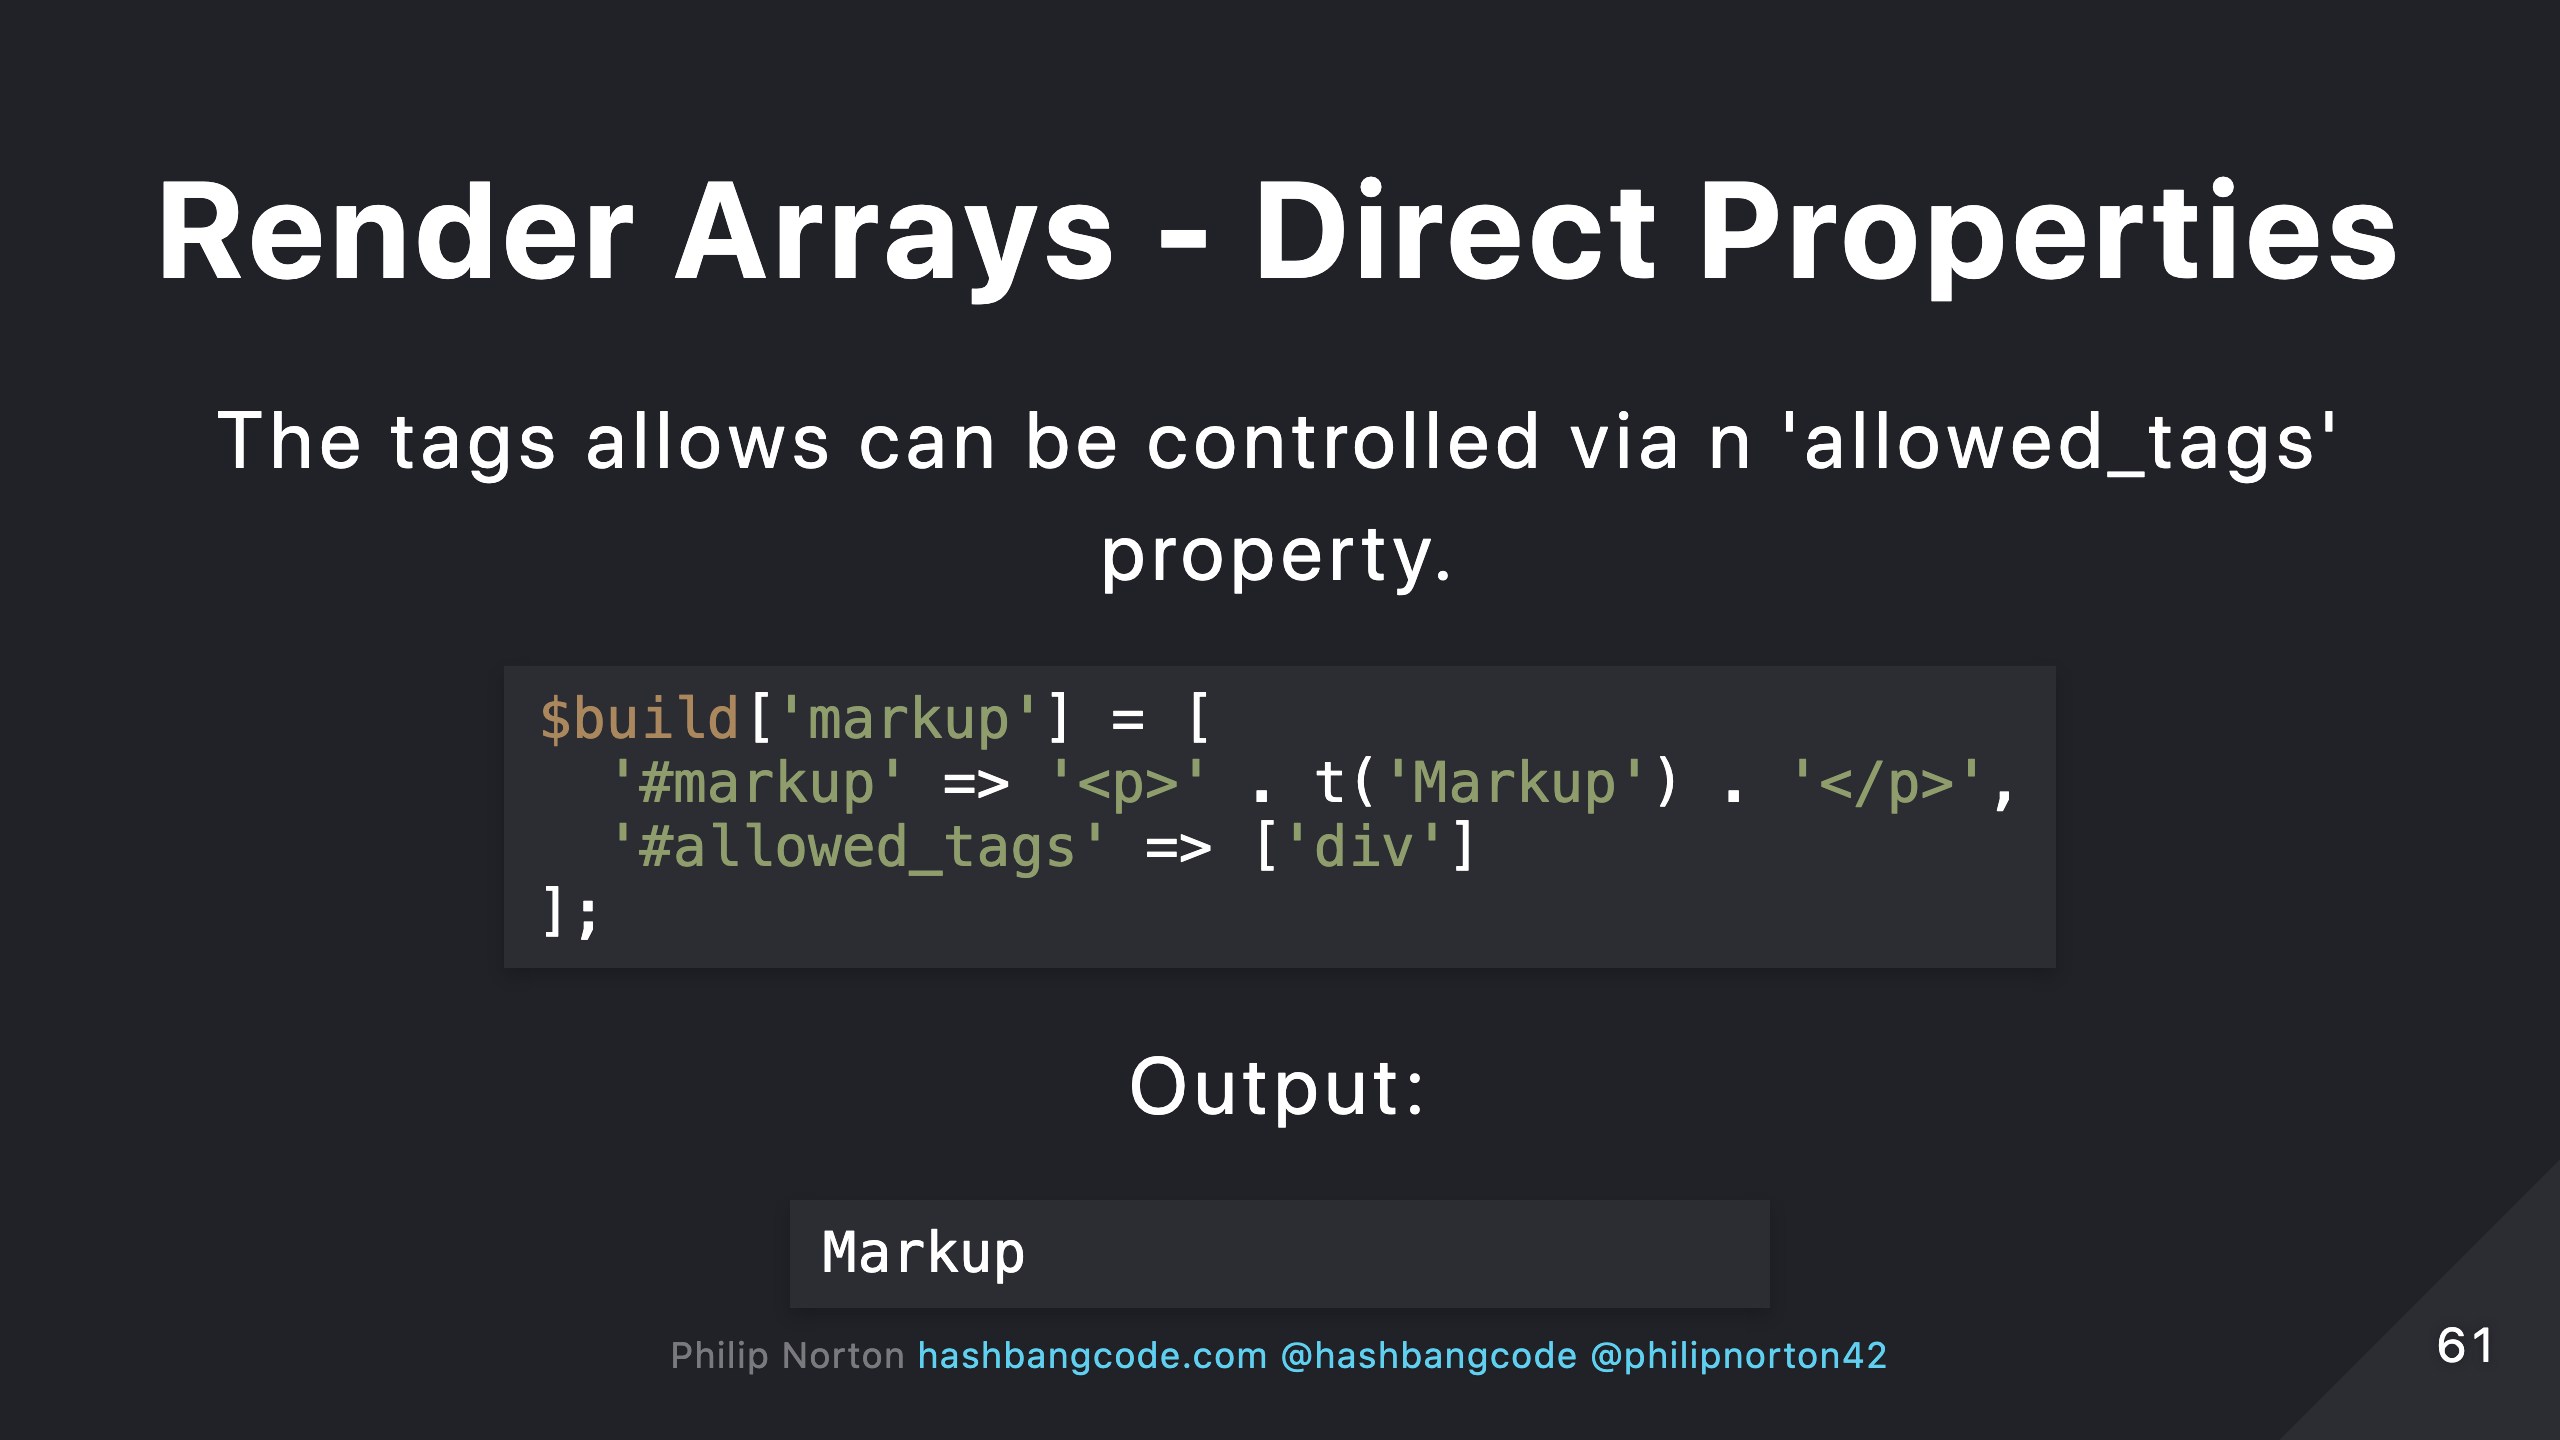 Render Arrays - Direct Properties
The tags allows can be controlled via n 'allowed_tags'
property.
$build['markup'] = [
  '#markup' => '<p>' . t('Markup') . '</p>',
  '#allowed_tags' => ['div']
];
Output:
Markup
Philip Norton hashbangcode.com @hashbangcode @philipnorton42
61